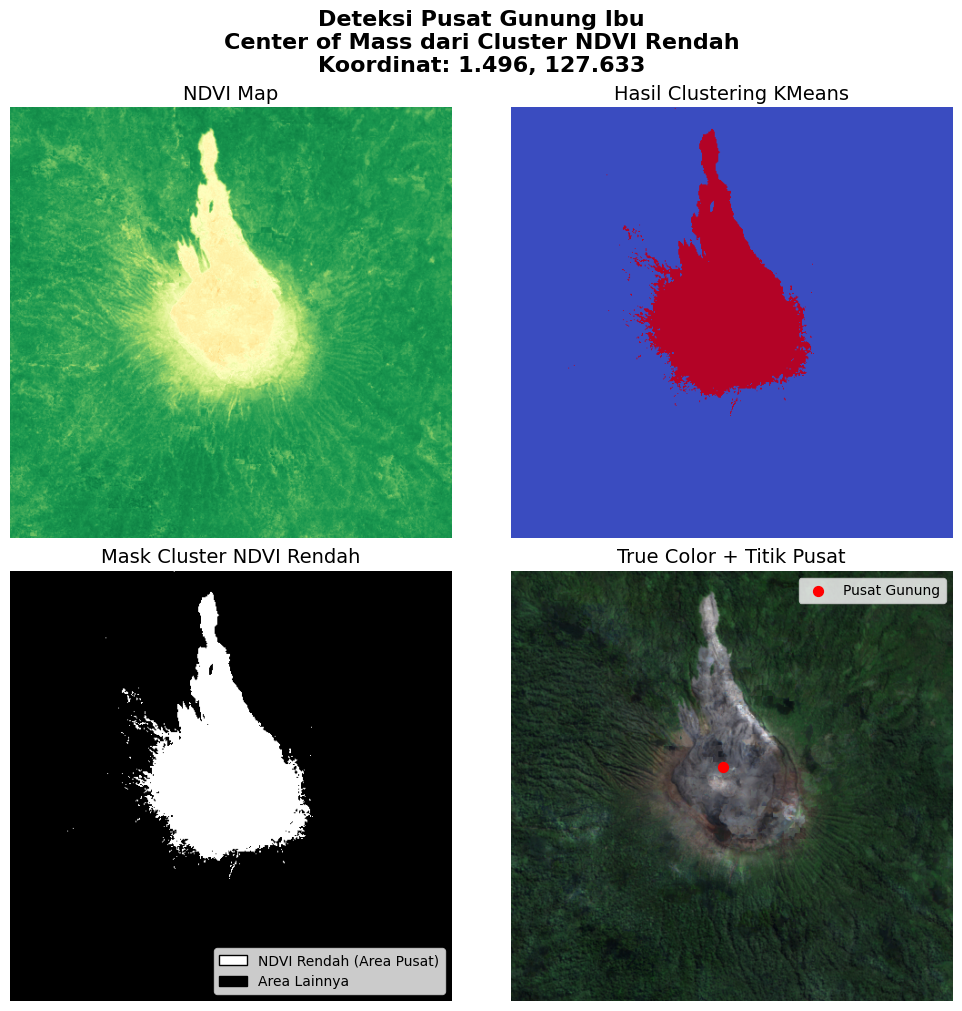 Deteksi Pusat Gunung Ibu
Center of Mass dari Cluster NDVI Rendah
Koordinat: 1.496, 127.633
NDVI Map
Hasil Clustering KMeans
Mask Cluster NDVI Rendah
NDVI Rendah (Area Pusat)
Area Lainnya
True Color + Titik Pusat
Pusat Gunung